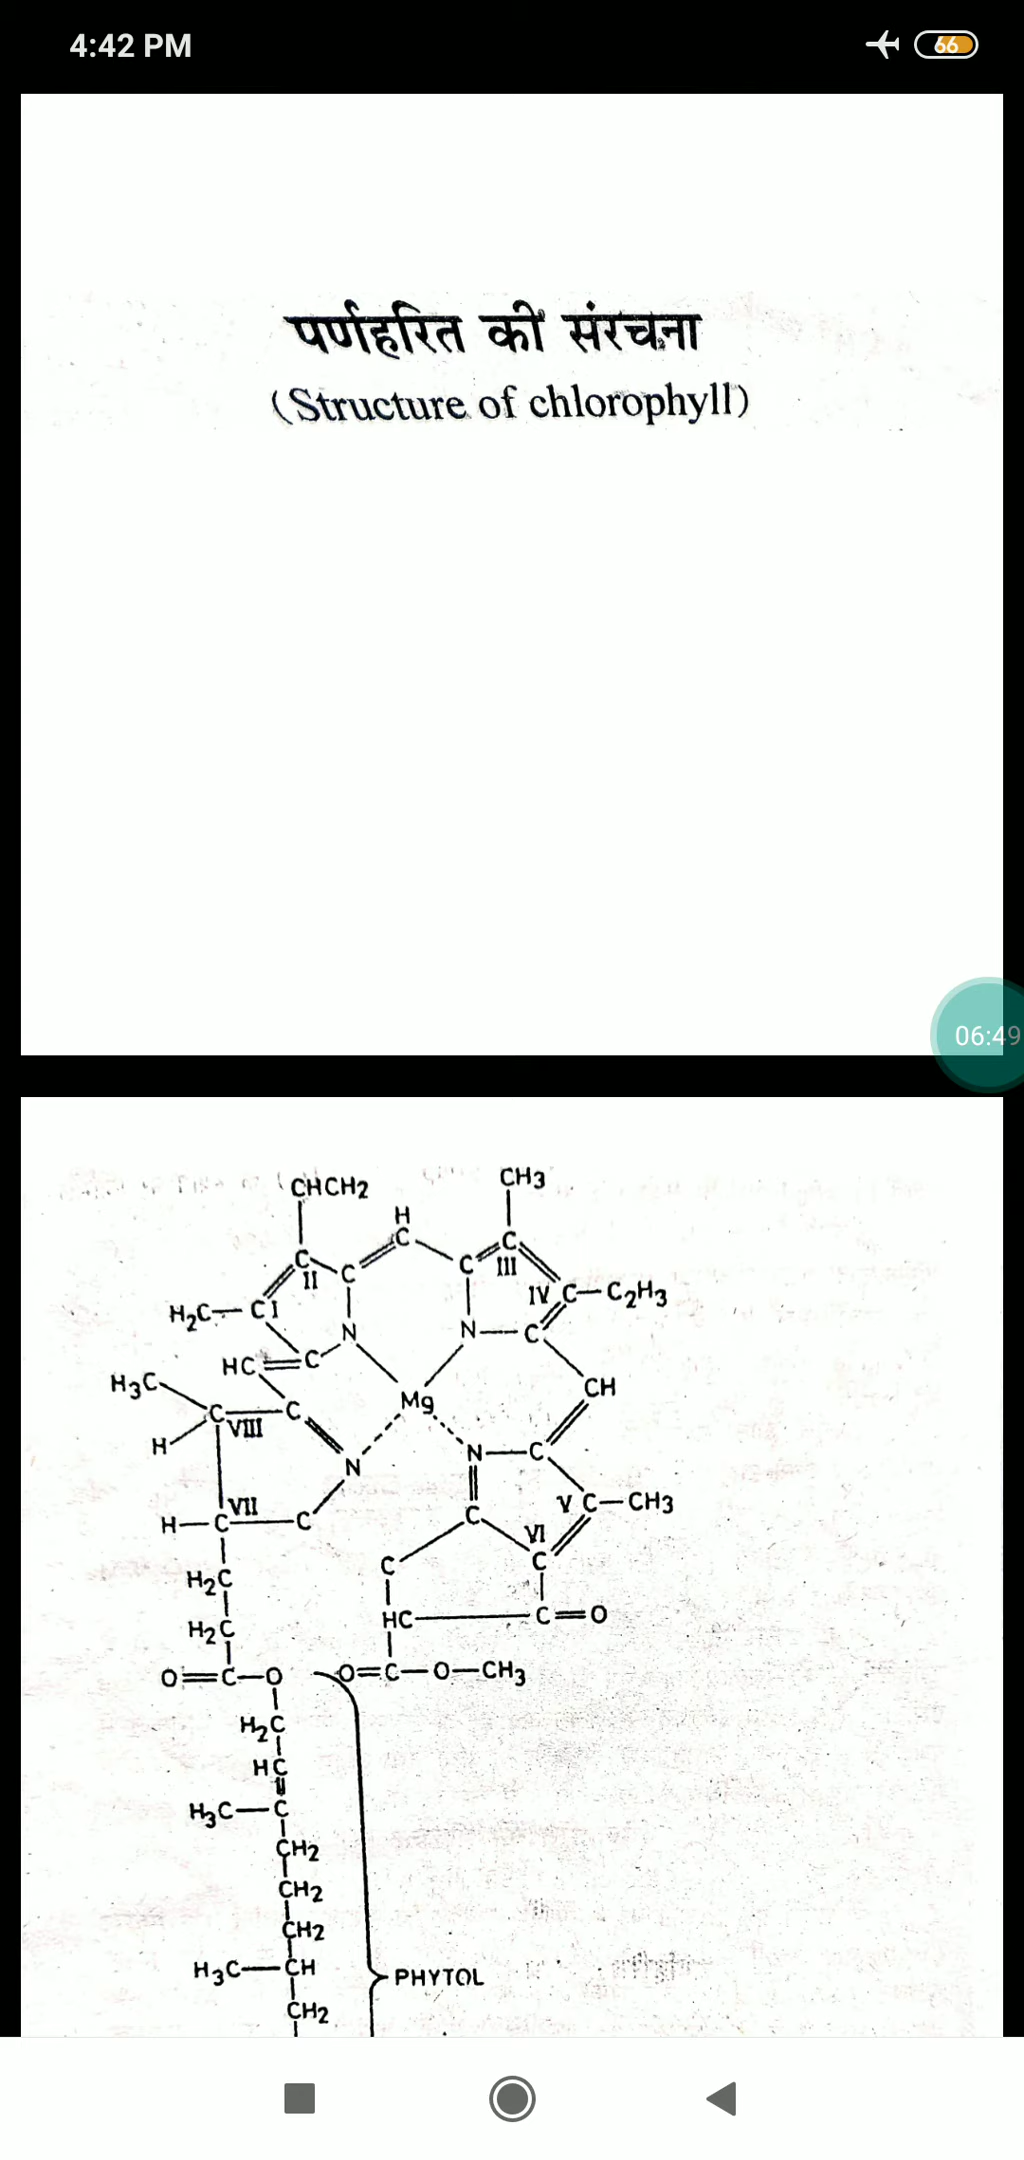 4:42 PM
66
पर्णहरित की संरचना
(Structure of chlorophyll)
06:49
CHCH2
CH3
H
C
C II C
C III
C
H2C—C I
IV C—C2H3
N
N—C
HC=C
H3C
CH
Mg
C VIII C
H
N
N—C
VII
H—C—C
C
V C—CH3
VI
C
C
H2C
HC—C=O
H2C
O=C—O
O=C—O—CH3
H2C
HC
H3C—C
CH2
CH2
CH2
H3C—CH
PHYTOL
CH2